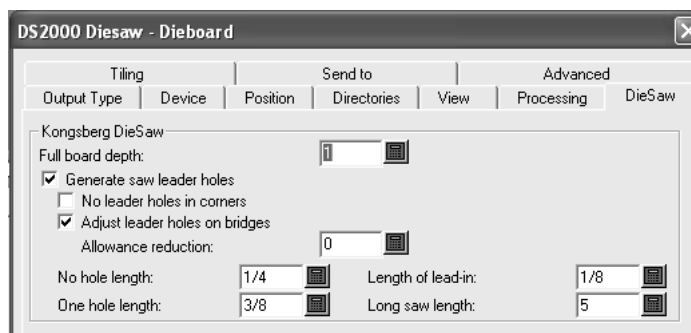 DS2000 Diesaw - Dieboard
Tiling Send to Advanced
Output Type Device Position Directories View Processing DieSaw
Kongsberg DieSaw
Full board depth: 1
Generate saw leader holes
No leader holes in corners
Adjust leader holes on bridges
Allowance reduction: 0
No hole length: 1/4 Length of lead-in: 1/8
One hole length: 3/8 Long saw length: 5